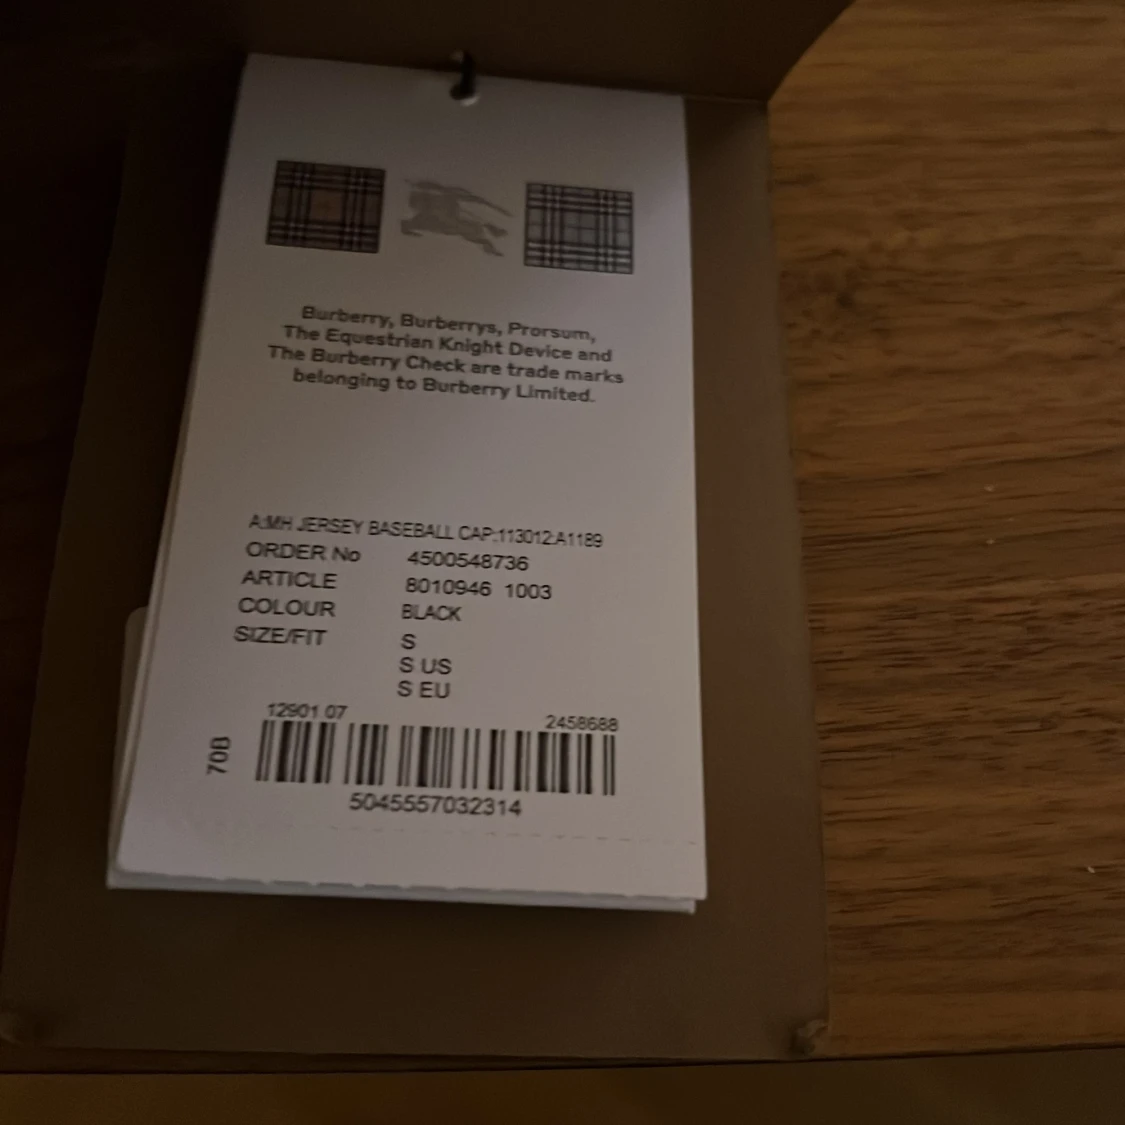 Burberry, Burberrys, Prorsum,
The Equestrian Knight Device and
The Burberry Check are trade marks
belonging to Burberry Limited.
A:MH JERSEY BASEBALL CAP:113012:A1189
ORDER No 4500548736
ARTICLE 8010946 1003
COLOUR BLACK
SIZE/FIT S
S US
S EU
12901 07 2458688
70B
5045557032314